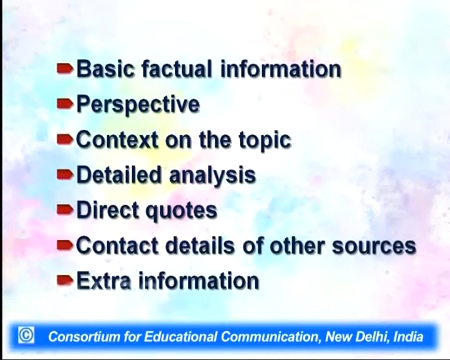 Basic factual information
Perspective
Context on the topic
Detailed analysis
Direct quotes
Contact details of other sources
Extra information
© Consortium for Educational Communication, New Delhi, India